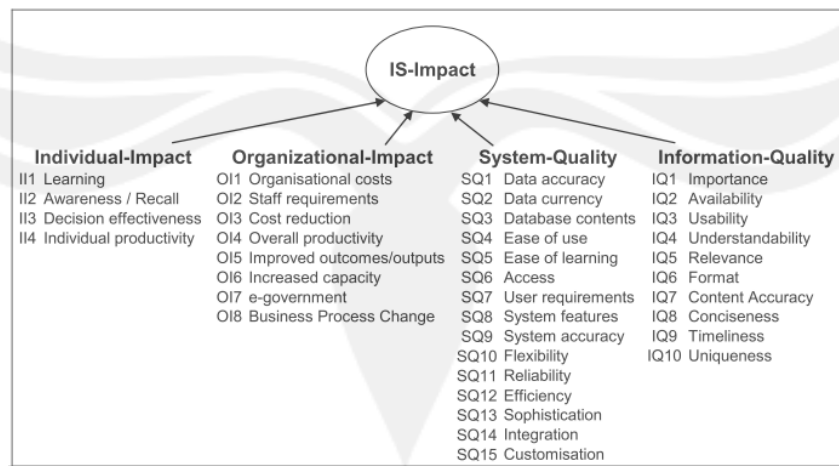 IS-Impact
Individual-Impact
II1 Learning
II2 Awareness / Recall
II3 Decision effectiveness
II4 Individual productivity
Organizational-Impact
OI1 Organisational costs
OI2 Staff requirements
OI3 Cost reduction
OI4 Overall productivity
OI5 Improved outcomes/outputs
OI6 Increased capacity
OI7 e-government
OI8 Business Process Change
System-Quality
SQ1 Data accuracy
SQ2 Data currency
SQ3 Database contents
SQ4 Ease of use
SQ5 Ease of learning
SQ6 Access
SQ7 User requirements
SQ8 System features
SQ9 System accuracy
SQ10 Flexibility
SQ11 Reliability
SQ12 Efficiency
SQ13 Sophistication
SQ14 Integration
SQ15 Customisation
Information-Quality
IQ1 Importance
IQ2 Availability
IQ3 Usability
IQ4 Understandability
IQ5 Relevance
IQ6 Format
IQ7 Content Accuracy
IQ8 Conciseness
IQ9 Timeliness
IQ10 Uniqueness